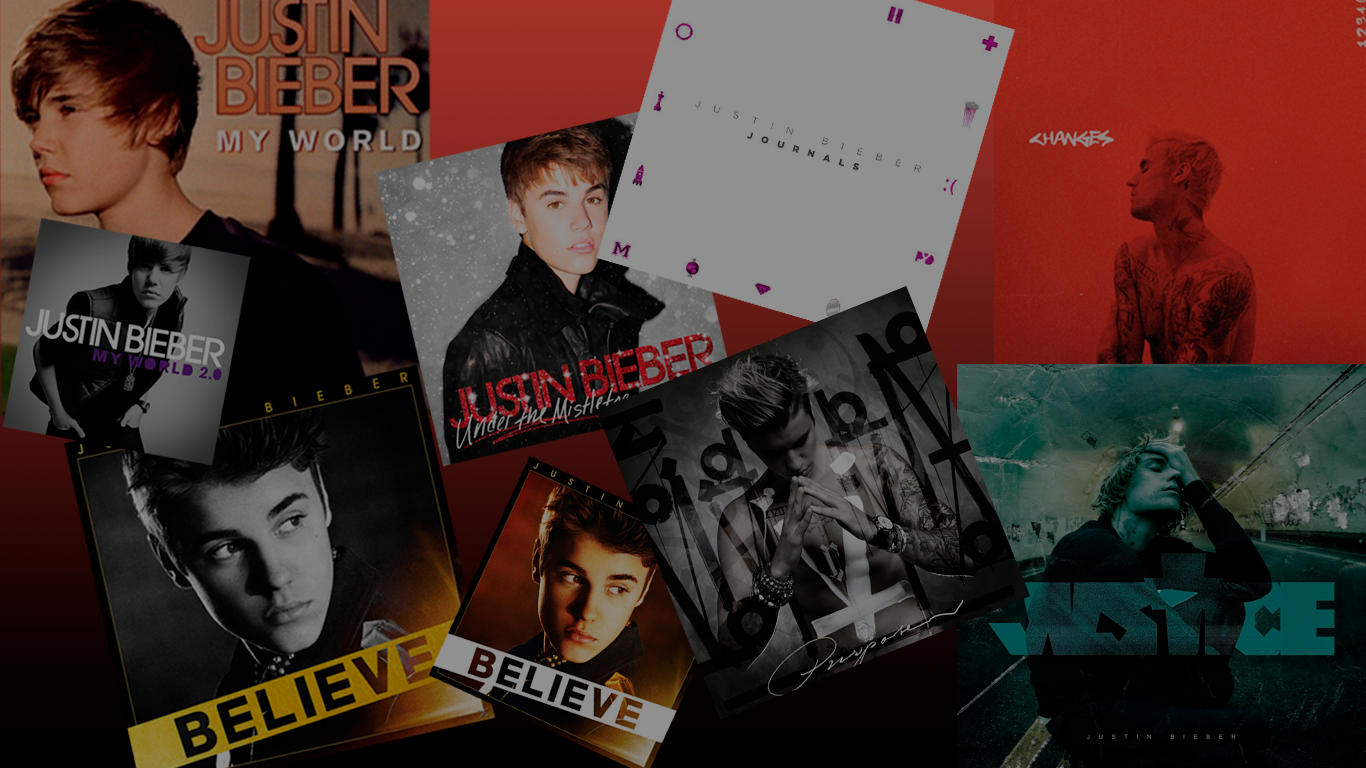 JUSTIN
BIEBER
MY WORLD
JUSTIN BIEBER
MY WORLD 2.0
JUSTIN BIEBER
Under the Mistletoe
JUSTIN BIEBER
JOURNALS
:(
M
CHANGES
BIEBER
BELIEVE
JUSTIN
BELIEVE
Purpose
JUSTICE
JUSTIN BIEBER